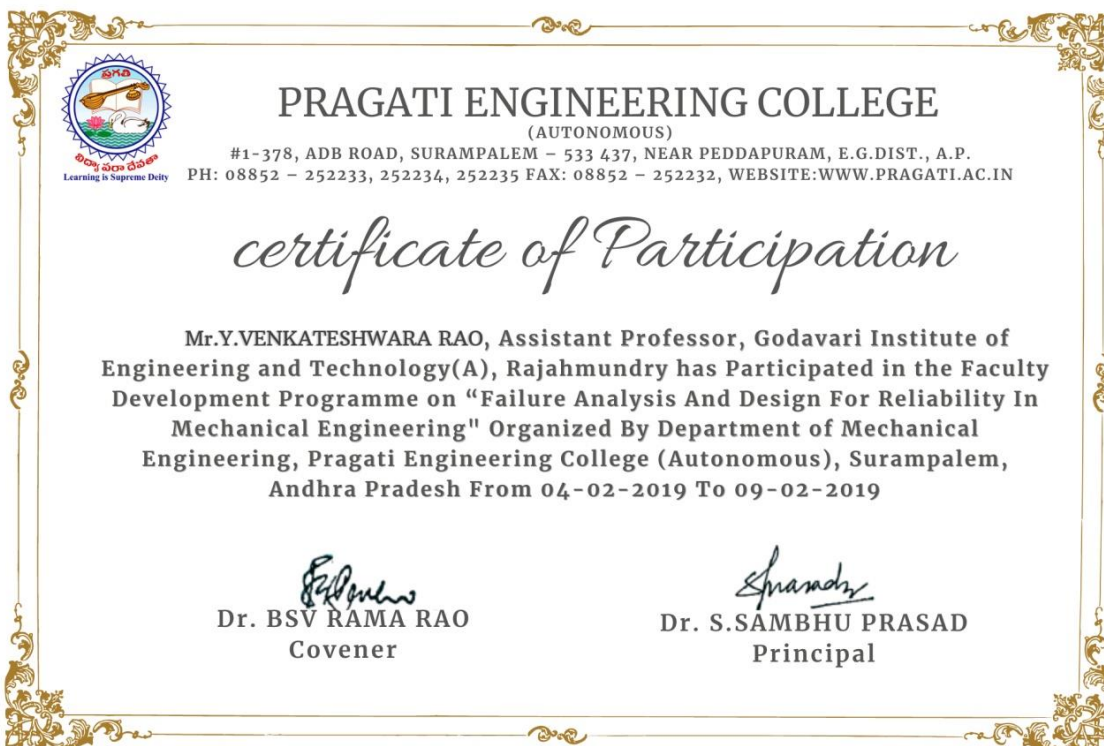 ప్రగతి
విద్యా పరా దేవతా
Learning is Supreme Deity
PRAGATI ENGINEERING COLLEGE
(AUTONOMOUS)
#1-378, ADB ROAD, SURAMPALEM – 533 437, NEAR PEDDAPURAM, E.G.DIST., A.P.
PH: 08852 – 252233, 252234, 252235 FAX: 08852 – 252232, WEBSITE:WWW.PRAGATI.AC.IN
certificate of Participation
Mr.Y.VENKATESHWARA RAO, Assistant Professor, Godavari Institute of
Engineering and Technology(A), Rajahmundry has Participated in the Faculty
Development Programme on “Failure Analysis And Design For Reliability In
Mechanical Engineering" Organized By Department of Mechanical
Engineering, Pragati Engineering College (Autonomous), Surampalem,
Andhra Pradesh From 04-02-2019 To 09-02-2019
Dr. BSV RAMA RAO
Covener
Dr. S.SAMBHU PRASAD
Principal